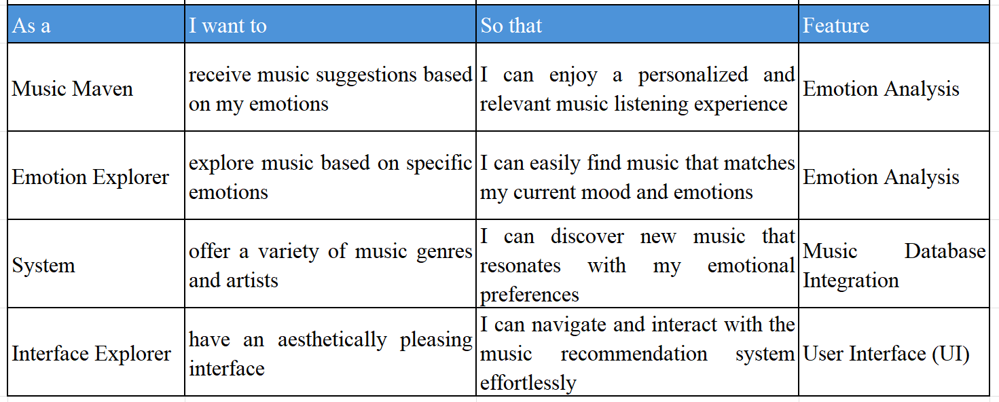 As a
I want to
So that
Feature
Music Maven
receive music suggestions based
on my emotions
I can enjoy a personalized and
relevant music listening experience
Emotion Analysis
Emotion Explorer
explore music based on specific
emotions
I can easily find music that matches
my current mood and emotions
Emotion Analysis
System
offer a variety of music genres
and artists
I can discover new music that
resonates with my emotional
preferences
Music Database
Integration
Interface Explorer
have an aesthetically pleasing
interface
I can navigate and interact with the
music recommendation system
effortlessly
User Interface (UI)